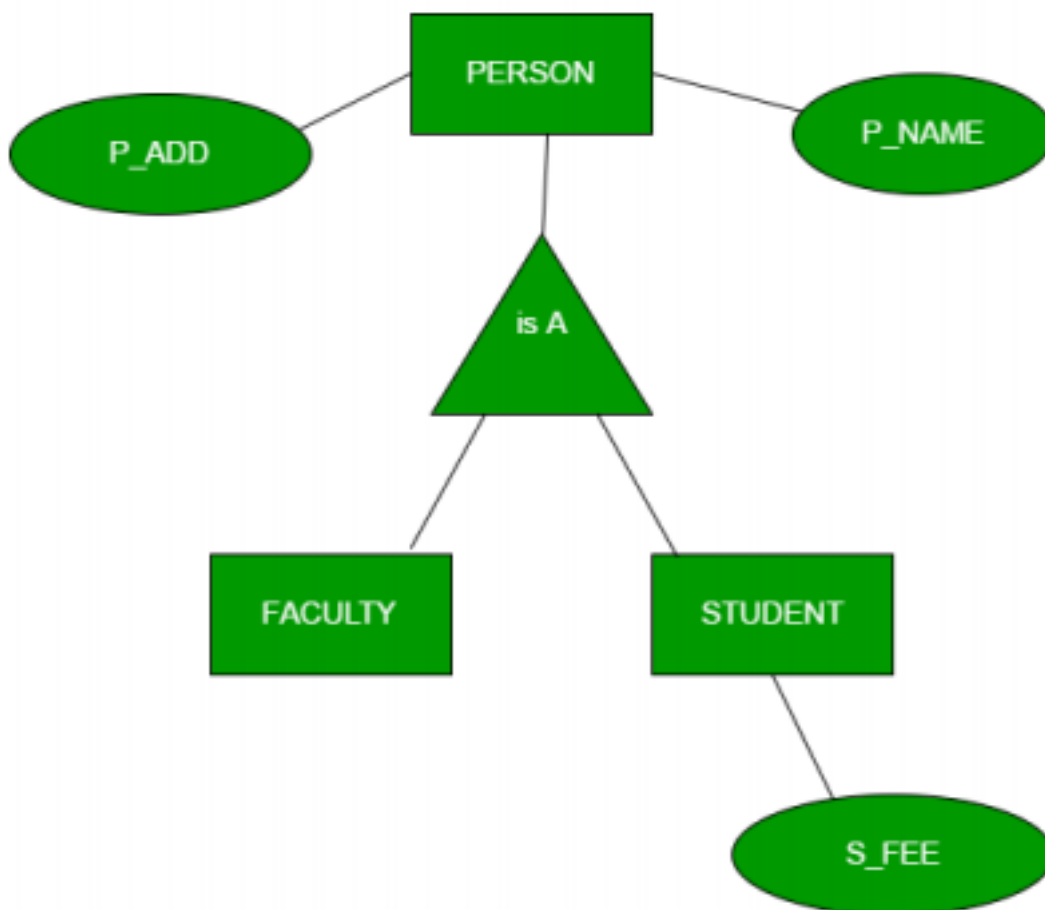 PERSON
P_ADD
P_NAME
is A
FACULTY
STUDENT
S_FEE